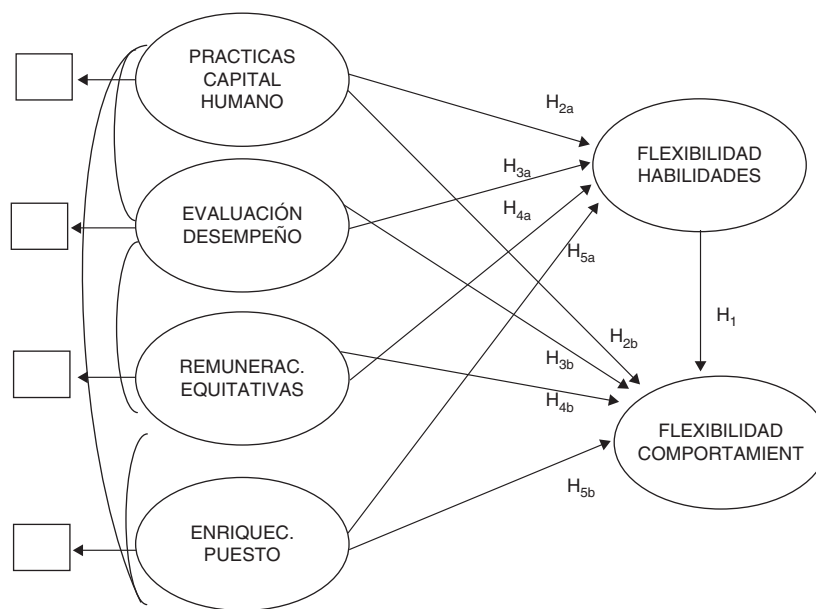 PRACTICAS
CAPITAL
HUMANO
EVALUACIÓN
DESEMPEÑO
REMUNERAC.
EQUITATIVAS
ENRIQUEC.
PUESTO
H2a
H3a
H4a
H5a
H2b
H3b
H4b
H5b
FLEXIBILIDAD
HABILIDADES
H1
FLEXIBILIDAD
COMPORTAMIENT